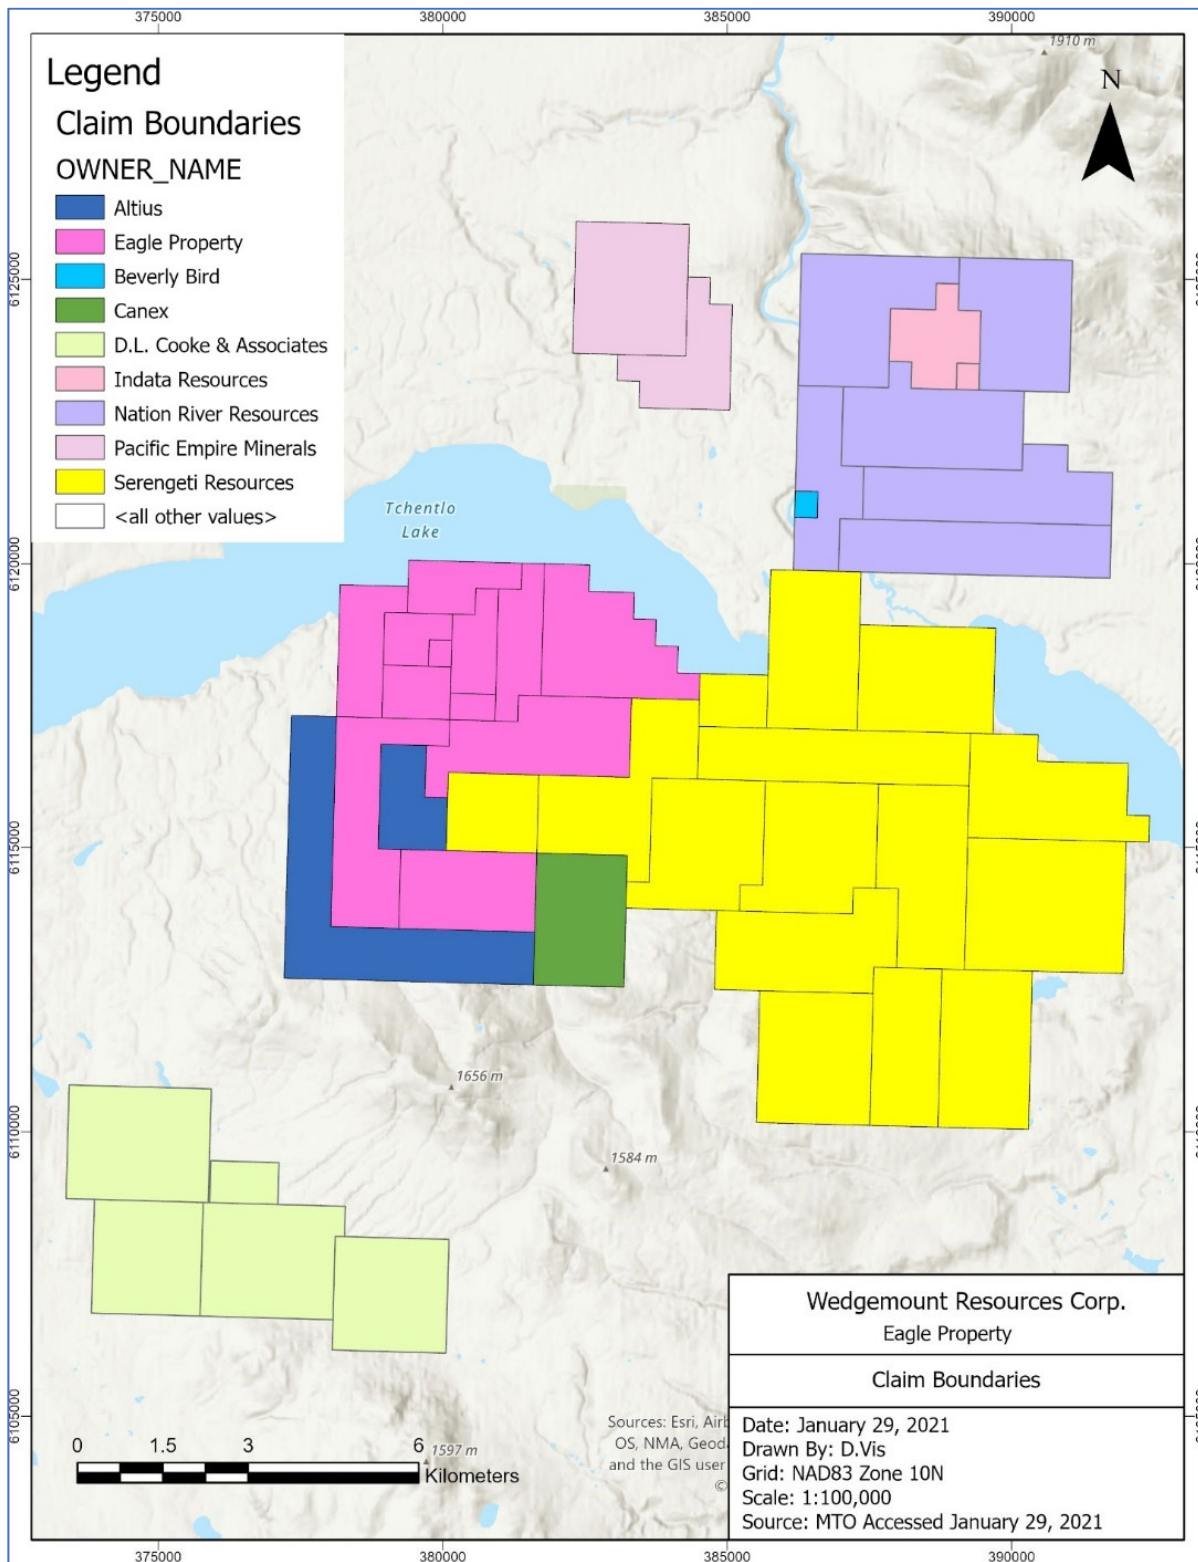 375000
380000
385000
390000
1910 m
N
Legend
Claim Boundaries
OWNER_NAME
Altius
Eagle Property
Beverly Bird
Canex
D.L. Cooke & Associates
Indata Resources
Nation River Resources
Pacific Empire Minerals
Serengeti Resources
<all other values>
6125000
Tchentlo
Lake
6120000
6115000
1656 m
6110000
1584 m
Wedgemount Resources Corp.
Eagle Property
Claim Boundaries
Date: January 29, 2021
Drawn By: D.Vis
Grid: NAD83 Zone 10N
Scale: 1:100,000
Source: MTO Accessed January 29, 2021
6105000
Sources: Esri,
OS, NMA,
and the GIS user
©
0
1.5
3
6
Kilometers
1597 m
375000
380000
385000
390000